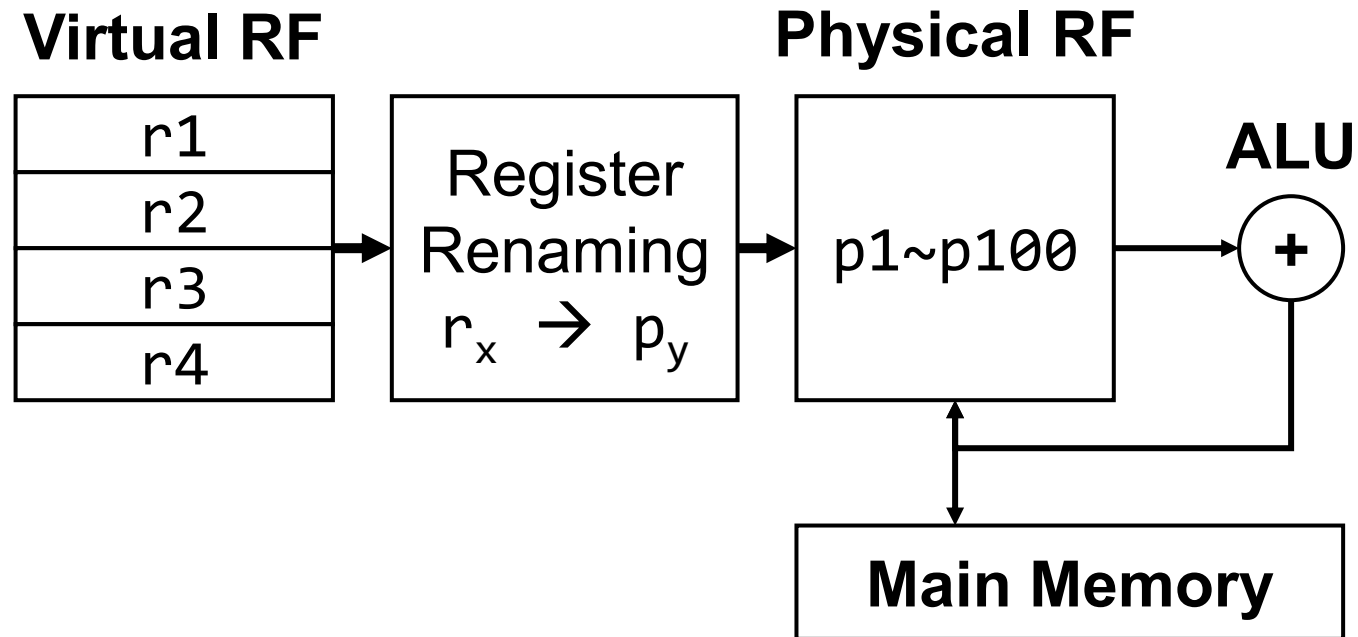 Virtual RF
r1
r2
r3
r4
Register
Renaming
rx → py
Physical RF
p1~p100
ALU
+
Main Memory